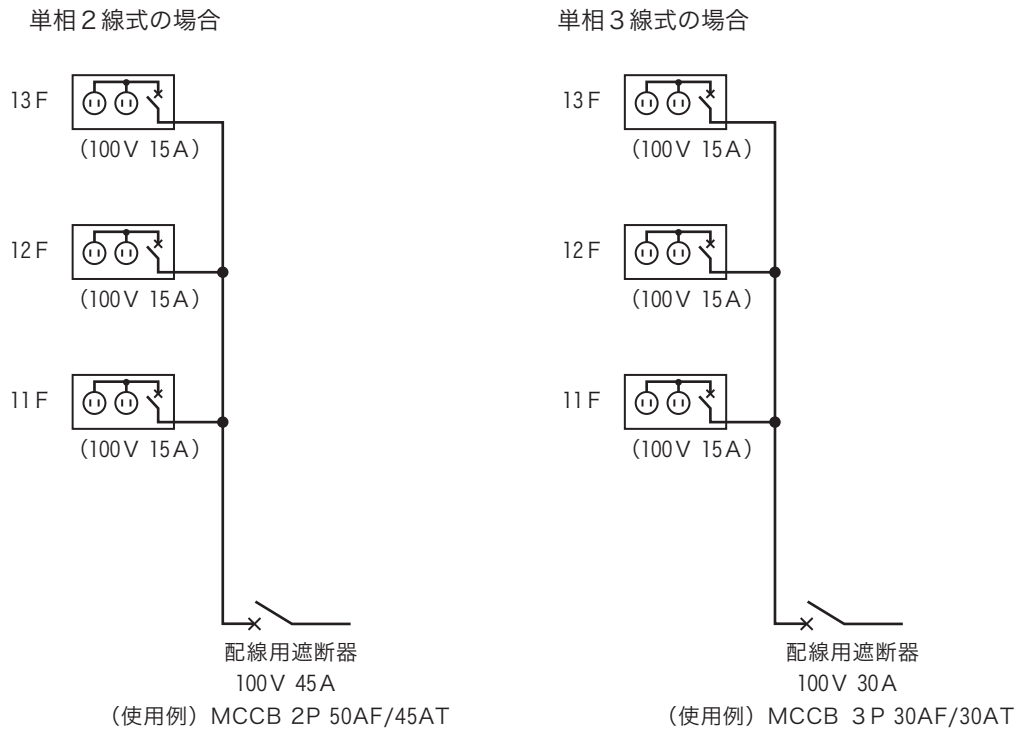 単相２線式の場合
13F
（100V 15A）
12F
（100V 15A）
11F
（100V 15A）
配線用遮断器
100V 45A
（使用例）MCCB 2P 50AF/45AT
単相３線式の場合
13F
（100V 15A）
12F
（100V 15A）
11F
（100V 15A）
配線用遮断器
100V 30A
（使用例）MCCB ３P 30AF/30AT